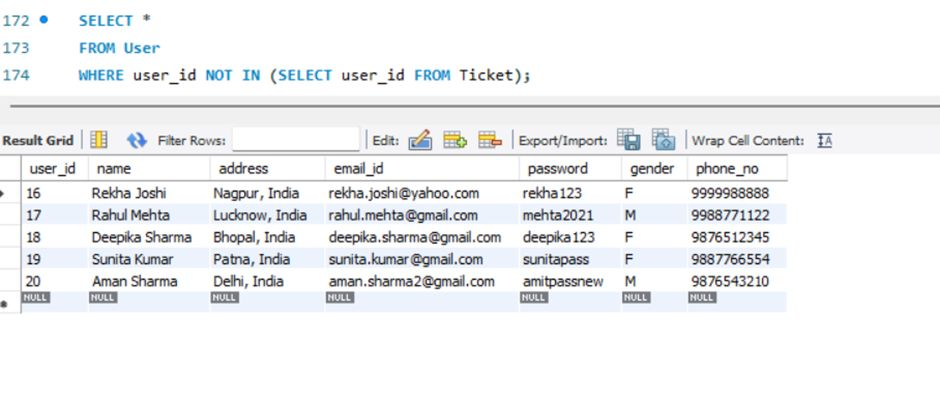 172 SELECT *
173 FROM User
174 WHERE user_id NOT IN (SELECT user_id FROM Ticket);
Result Grid Filter Rows: Edit: Export/Import: Wrap Cell Content: IA
user_id name address email_id password gender phone_no
16 Rekha Joshi Nagpur, India rekha.joshi@yahoo.com rekha123 F 9999988888
17 Rahul Mehta Lucknow, India rahul.mehta@gmail.com mehta2021 M 9988771122
18 Deepika Sharma Bhopal, India deepika.sharma@gmail.com deepika123 F 9876512345
19 Sunita Kumar Patna, India sunita.kumar@gmail.com sunitapass F 9887766554
20 Aman Sharma Delhi, India aman.sharma2@gmail.com amitpassnew M 9876543210
NULL NULL NULL NULL NULL NULL NULL